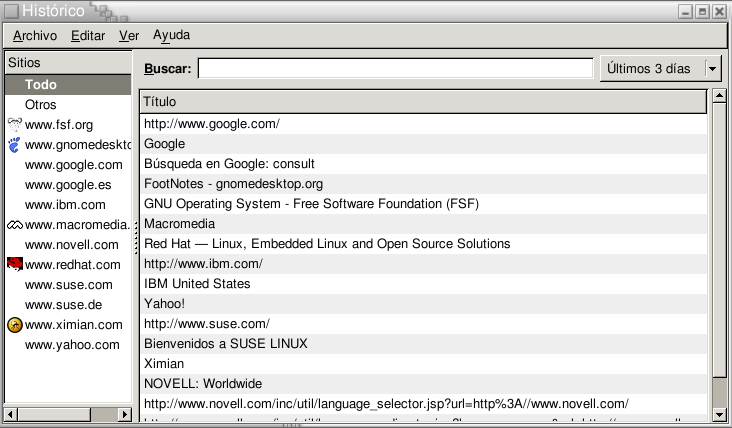 Histórico
Archivo Editar Ver Ayuda
Sitios
Todo
Otros
www.fsf.org
www.gnomedeskto
www.google.com
www.google.es
www.ibm.com
www.macromedia.
www.novell.com
www.redhat.com
www.suse.com
www.suse.de
www.ximian.com
www.yahoo.com
Buscar: Últimos 3 días
Título
http://www.google.com/
Google
Búsqueda en Google: consult
FootNotes - gnomedesktop.org
GNU Operating System - Free Software Foundation (FSF)
Macromedia
Red Hat — Linux, Embedded Linux and Open Source Solutions
http://www.ibm.com/
IBM United States
Yahoo!
http://www.suse.com/
Bienvenidos a SUSE LINUX
Ximian
NOVELL: Worldwide
http://www.novell.com/inc/util/language_selector.jsp?url=http%3A//www.novell.com/